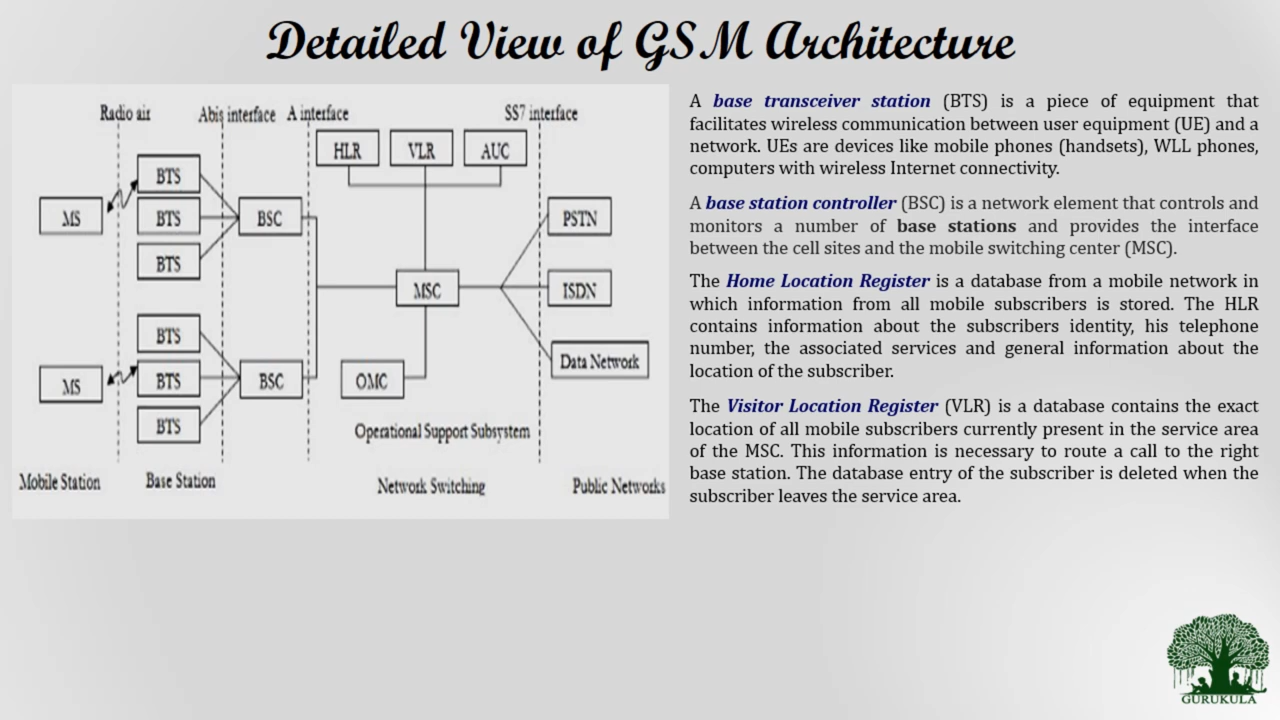 Detailed View of GSM Architecture
Radio air
Abis interface
A interface
SS7 interface
HLR
VLR
AUC
BTS
MS
BTS
BSC
BTS
PSTN
MSC
ISDN
BTS
MS
BTS
BSC
BTS
OMC
Data Network
Operational Support Subsystem
Mobile Station
Base Station
Network Switching
Public Networks
A base transceiver station (BTS) is a piece of equipment that
facilitates wireless communication between user equipment (UE) and a
network. UEs are devices like mobile phones (handsets), WLL phones,
computers with wireless Internet connectivity.
A base station controller (BSC) is a network element that controls and
monitors a number of base stations and provides the interface
between the cell sites and the mobile switching center (MSC).
The Home Location Register is a database from a mobile network in
which information from all mobile subscribers is stored. The HLR
contains information about the subscribers identity, his telephone
number, the associated services and general information about the
location of the subscriber.
The Visitor Location Register (VLR) is a database contains the exact
location of all mobile subscribers currently present in the service area
of the MSC. This information is necessary to route a call to the right
base station. The database entry of the subscriber is deleted when the
subscriber leaves the service area.
GURUKULA